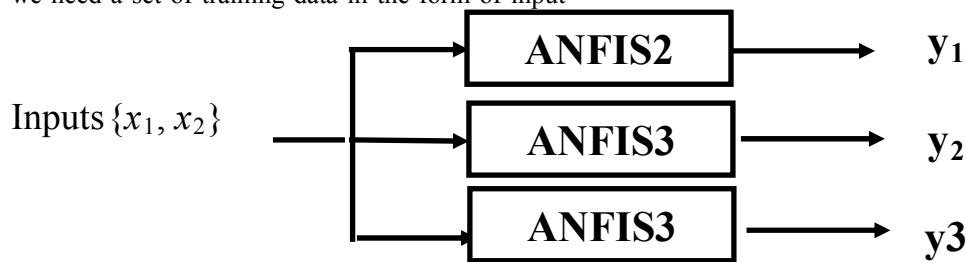 we need a set of training data in the form of input
ANFIS2 y₁
Inputs {x₁, x₂}
ANFIS3 y₂
ANFIS3 y3